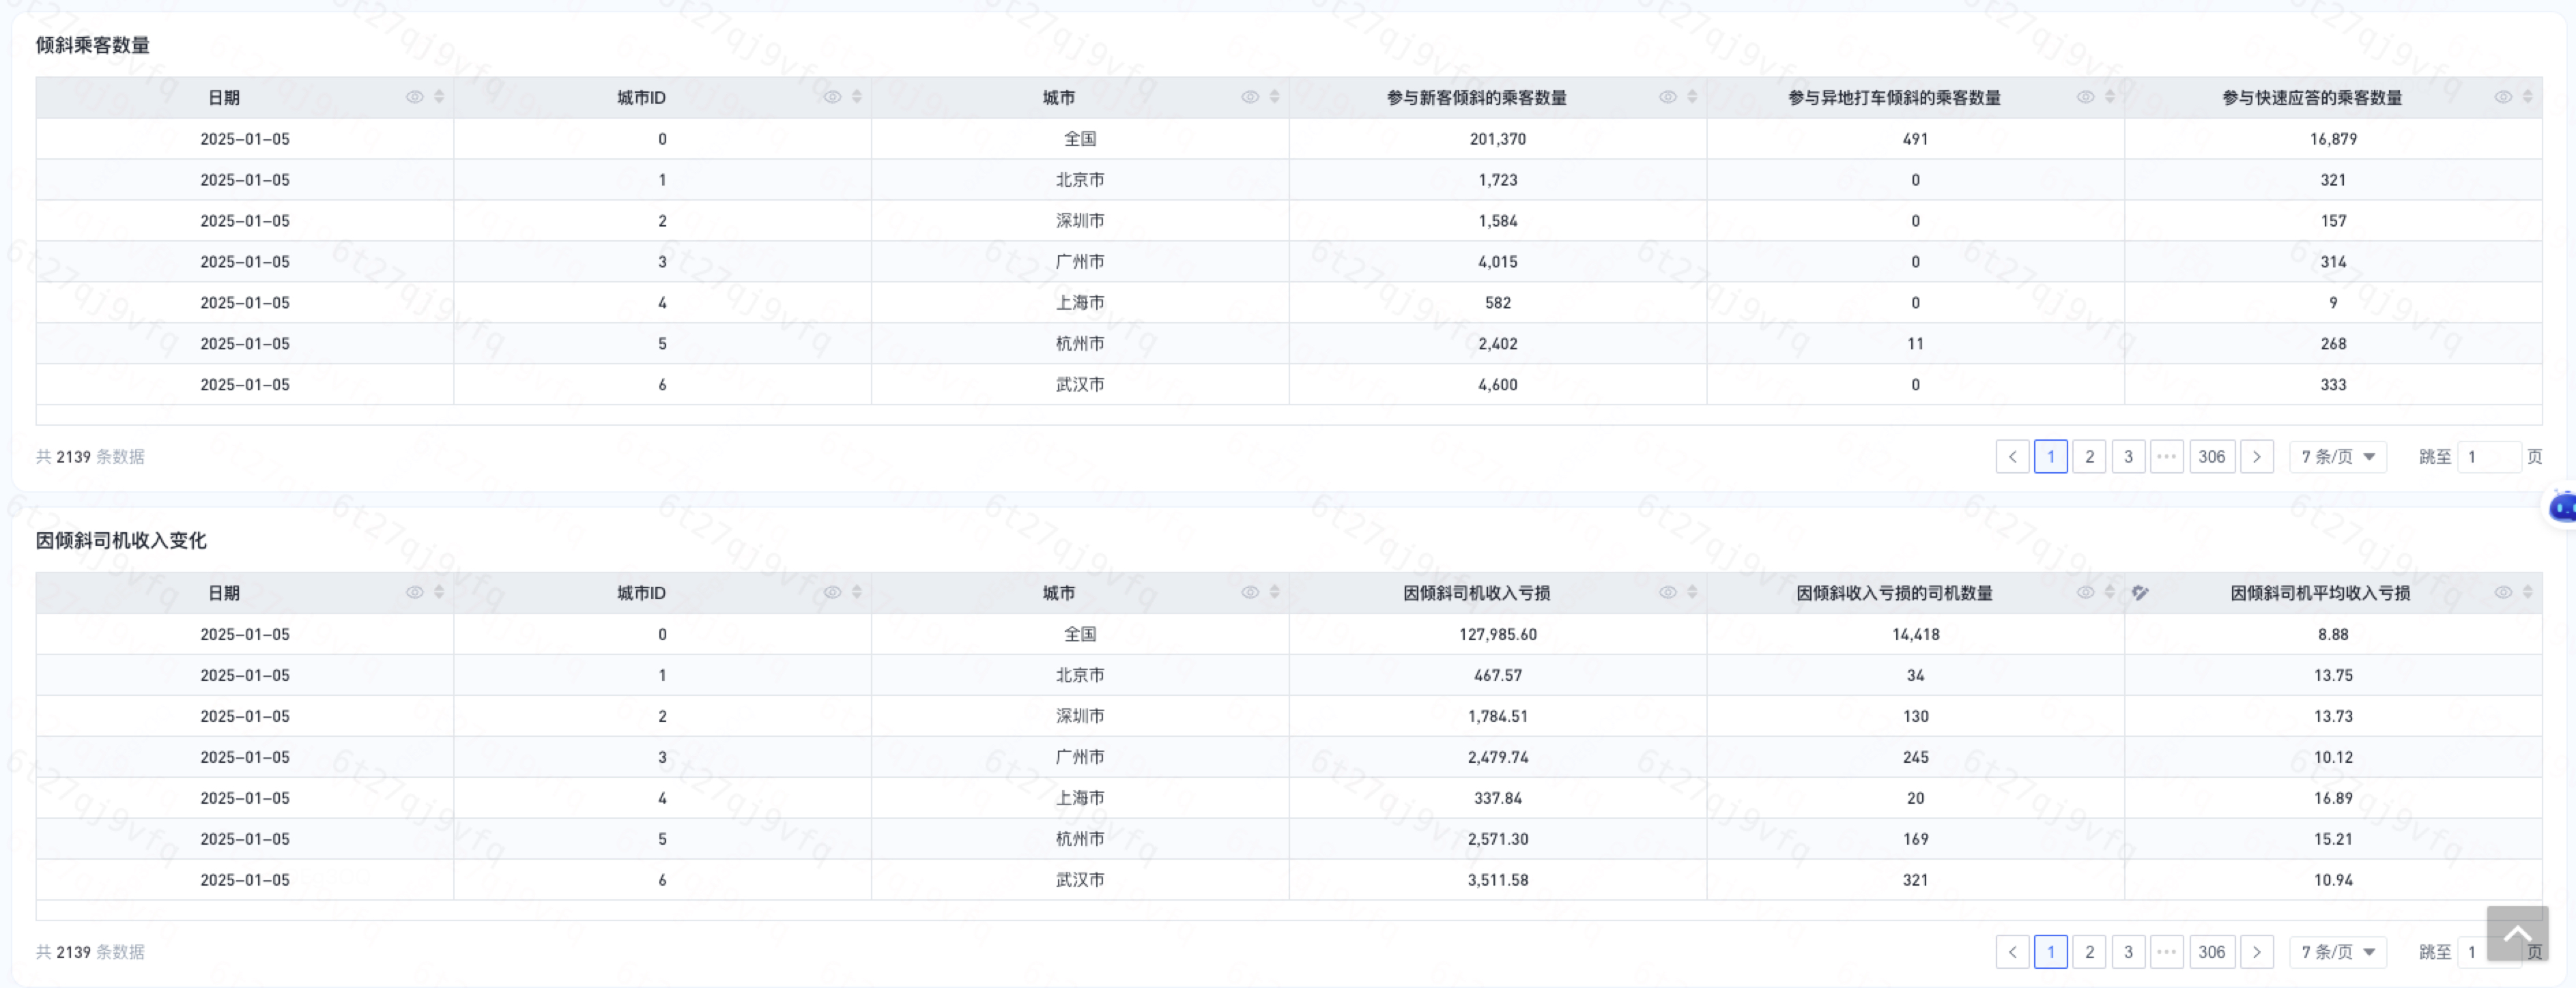 倾斜乘客数量
日期 城市ID 城市 参与新客倾斜的乘客数量 参与异地打车倾斜的乘客数量 参与快速应答的乘客数量
2025-01-05 0 全国 201,370 491 16,879
2025-01-05 1 北京市 1,723 0 321
2025-01-05 2 深圳市 1,584 0 157
2025-01-05 3 广州市 4,015 0 314
2025-01-05 4 上海市 582 0 9
2025-01-05 5 杭州市 2,402 11 268
2025-01-05 6 武汉市 4,600 0 333
共 2139 条数据 1 2 3 ··· 306 7 条/页 跳至 1 页
因倾斜司机收入变化
日期 城市ID 城市 因倾斜司机收入亏损 因倾斜收入亏损的司机数量 因倾斜司机平均收入亏损
2025-01-05 0 全国 127,985.60 14,418 8.88
2025-01-05 1 北京市 467.57 34 13.75
2025-01-05 2 深圳市 1,784.51 130 13.73
2025-01-05 3 广州市 2,479.74 245 10.12
2025-01-05 4 上海市 337.84 20 16.89
2025-01-05 5 杭州市 2,571.30 169 15.21
2025-01-05 6 武汉市 3,511.58 321 10.94
共 2139 条数据 1 2 3 ··· 306 7 条/页 跳至 1 页
6t27qj9vfq